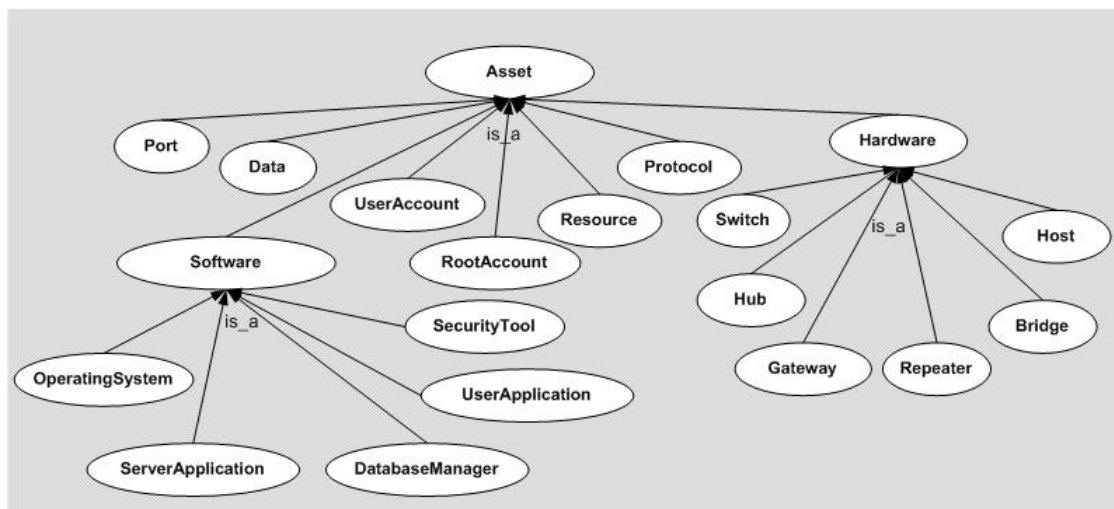 Asset
Port
Data
is_a
Protocol
Hardware
UserAccount
Resource
Switch
is_a
Host
Software
RootAccount
Hub
is_a
SecurityTool
Bridge
OperatingSystem
UserApplication
Gateway
Repeater
ServerApplication
DatabaseManager